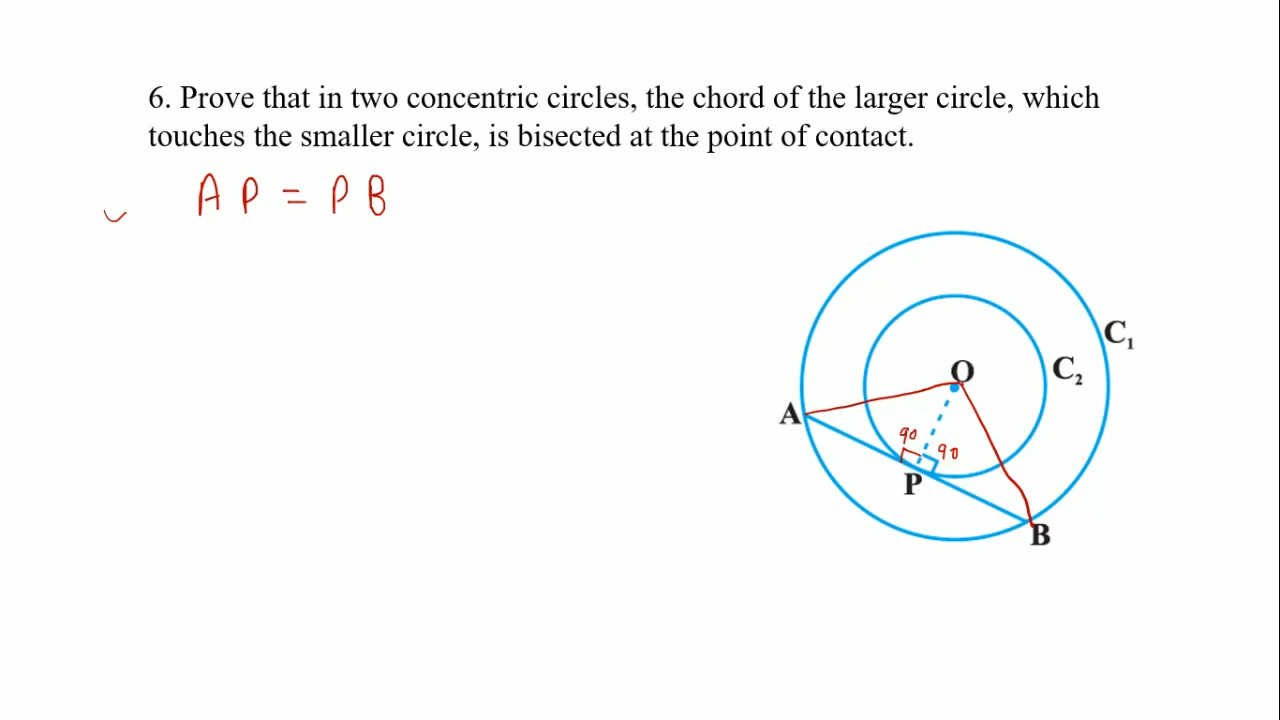 6. Prove that in two concentric circles, the chord of the larger circle, which
touches the smaller circle, is bisected at the point of contact.
AP = PB
C₁
O
C₂
A
90
90
P
B